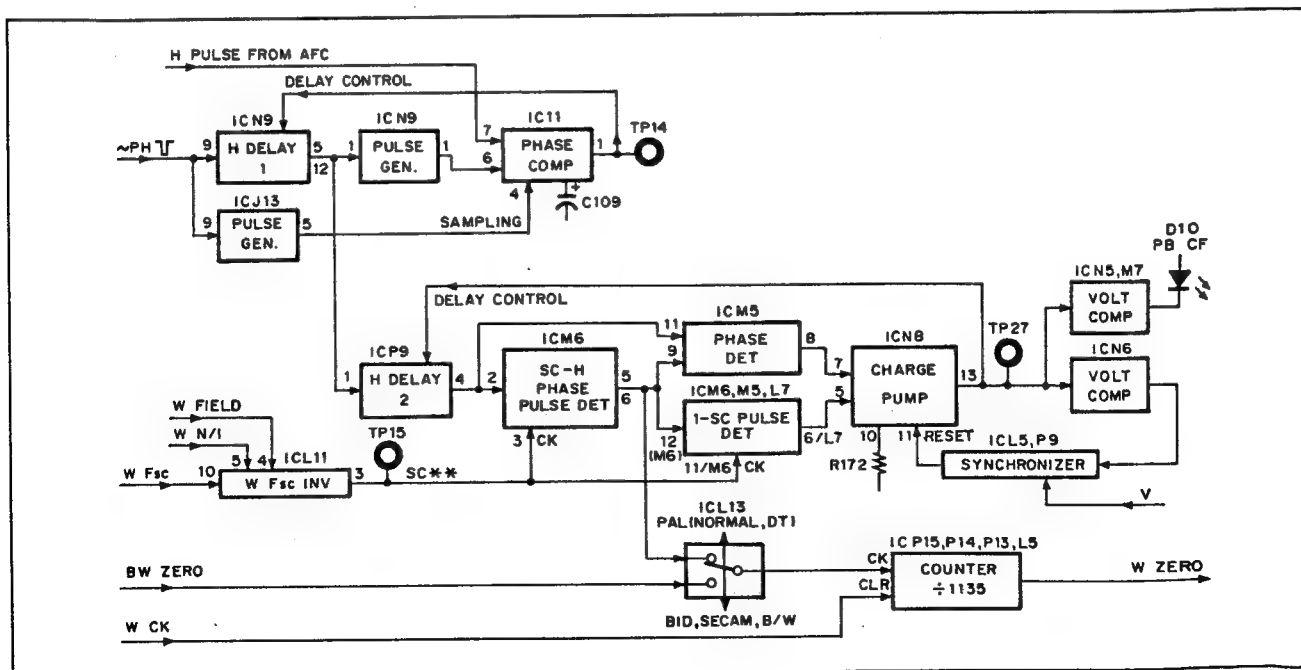 H PULSE FROM AFC
DELAY CONTROL
ICN9
ICN9
IC11
TP14
~PH
9
H DELAY
1
5
12
1
PULSE
GEN.
1
7
6
PHASE
COMP
1
4
+
C109
ICJ13
9
PULSE
GEN.
5
SAMPLING
D10
PB CF
DELAY CONTROL
ICN5,M7
VOLT
COMP
ICM5
TP27
ICP9
ICM6
11
9
PHASE
DET
8
ICN8
ICN6
1
H DELAY
2
4
2
SC-H
PHASE
PULSE DET
5
6
7
5
CHARGE
PUMP
13
VOLT
COMP
ICM6,M5,L7
1-SC PULSE
DET
W FIELD
TP15
3
CK
12
(M6)
11/M6
CK
6/L7
10
11
RESET
ICL5,P9
W N/I
5
4
ICL11
R172
SYNCHRONIZER
W Fsc
10
W Fsc INV
3
SC**
V
ICL13
PAL(NORMAL,DT)
ICP15,P14,P13,L5
BW ZERO
CK
CLR
COUNTER
÷1135
W ZERO
W CK
BID,SECAM,B/W